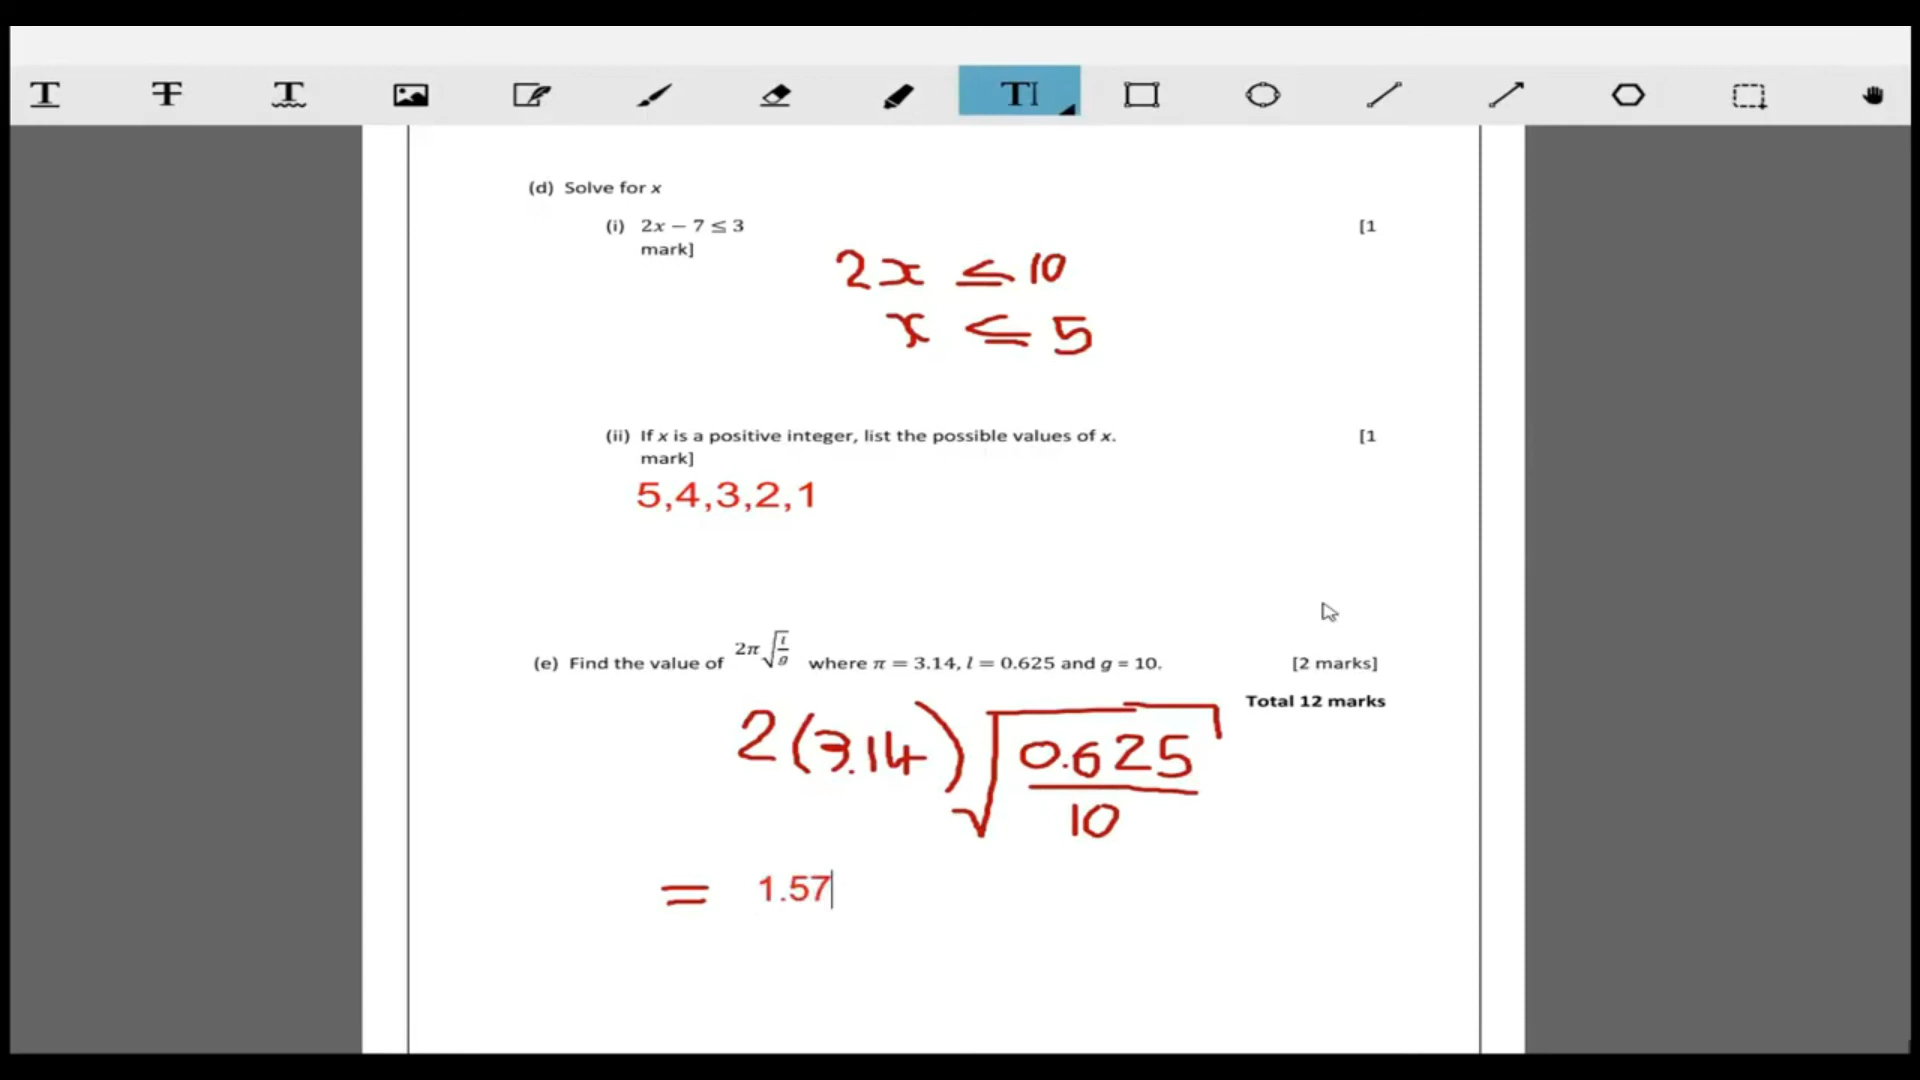 (d) Solve for x
(i) 2x − 7 ≤ 3 [1
mark]
2x ≤ 10
x ≤ 5
(ii) If x is a positive integer, list the possible values of x. [1
mark]
5,4,3,2,1
(e) Find the value of 2π√(l/g) where π = 3.14, l = 0.625 and g = 10. [2 marks]
Total 12 marks
2(3.14)√(0.625/10)
= 1.57